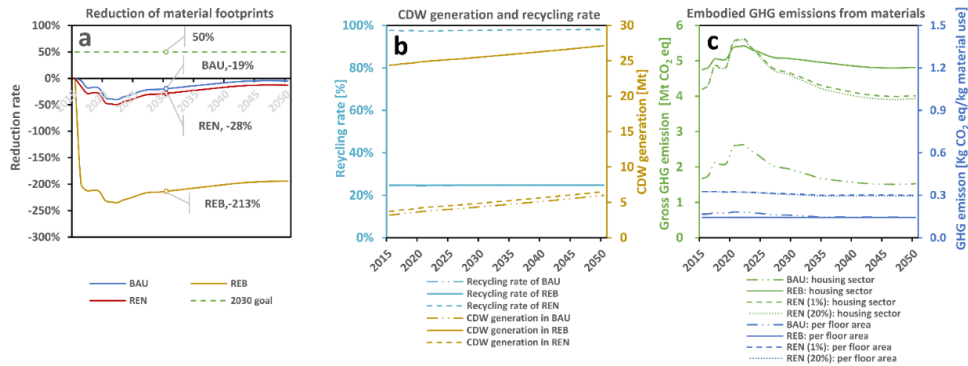 Reduction of material footprints
a
100%
50%
0%
-50%
-100%
-150%
-200%
-250%
-300%
Reduction rate
50%
BAU,-19%
REN, -28%
REB,-213%
2015
2020
2025
2030
2035
2040
2045
2050
BAU
REB
REN
2030 goal
CDW generation and recycling rate
b
100%
80%
60%
40%
20%
0%
Reycling rate [%]
30
25
20
15
10
5
0
CDW generation [Mt]
2015
2020
2025
2030
2035
2040
2045
2050
Recycling rate of BAU
Recycling rate of REB
Recycling rate of REN
CDW generation in BAU
CDW generation in REB
CDW generation in REN
Embodied GHG emissions from materials
c
6
5
4
3
2
1
0
Gross GHG emission [Mt CO2 eq]
1.5
1.2
0.9
0.6
0.3
0.0
GHG emisson [Kg CO2 eq/kg material use]
2015
2020
2025
2030
2035
2040
2045
2050
BAU: housing sector
REB: housing sector
REN (1%): housing sector
REN (20%): housing sector
BAU: per floor area
REB: per floor area
REN (1%): per floor area
REN (20%): per floor area